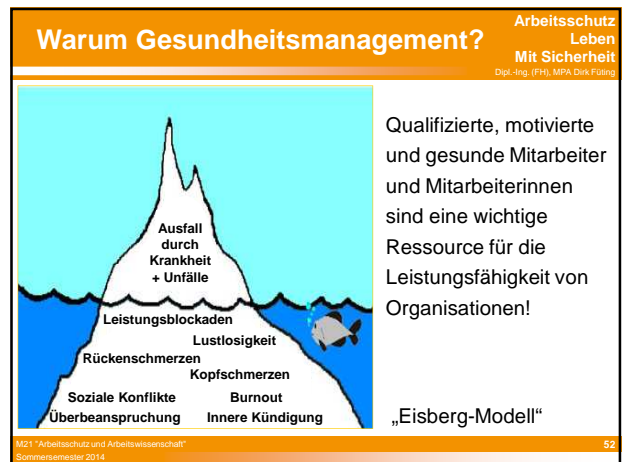 Warum Gesundheitsmanagement?
Arbeitsschutz
Leben
Mit Sicherheit
Dipl.-Ing. (FH), MPA Dirk Füting
Ausfall
durch
Krankheit
+ Unfälle
Leistungsblockaden
Lustlosigkeit
Rückenschmerzen
Kopfschmerzen
Soziale Konflikte Burnout
Überbeanspruchung Innere Kündigung
Qualifizierte, motivierte
und gesunde Mitarbeiter
und Mitarbeiterinnen
sind eine wichtige
Ressource für die
Leistungsfähigkeit von
Organisationen!
„Eisberg-Modell“
M21 "Arbeitsschutz und Arbeitswissenschaft"
Sommersemester 2014
52